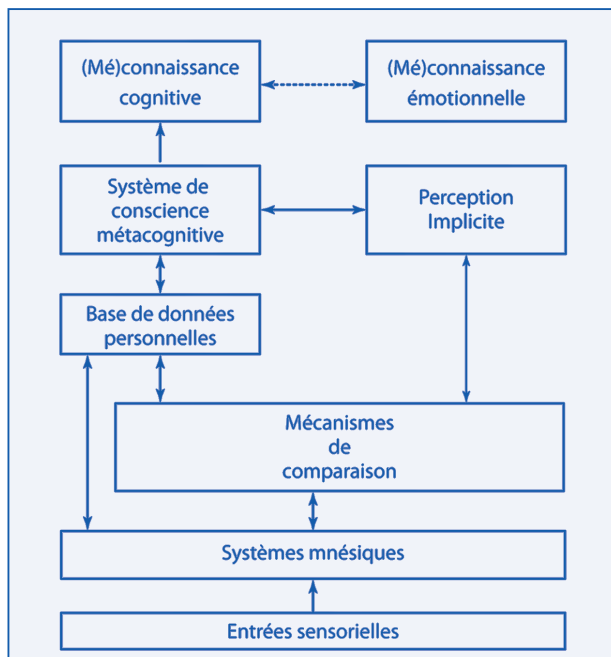 (Mé)connaissance
cognitive
(Mé)connaissance
émotionnelle
Système de
conscience
métacognitive
Perception
Implicite
Base de données
personnelles
Mécanismes
de
comparaison
Systèmes mnésiques
Entrées sensorielles